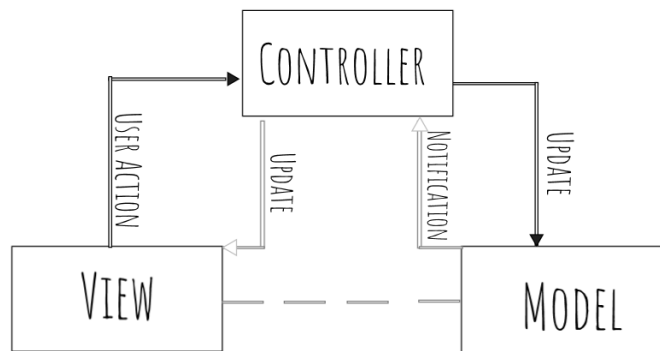 CONTROLLER
USER ACTION
UPDATE
NOTIFICATION
UPDATE
VIEW
MODEL